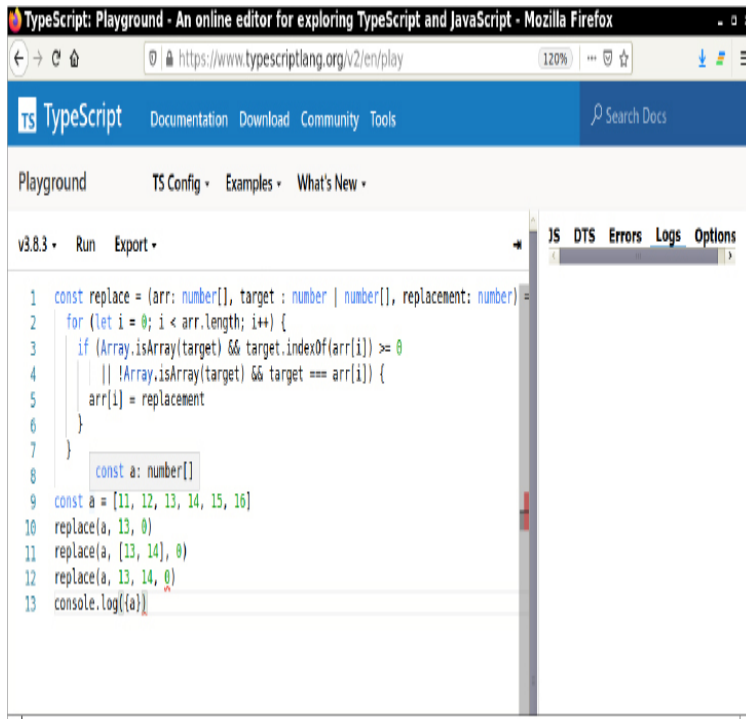 TypeScript: Playground - An online editor for exploring TypeScript and JavaScript - Mozilla Firefox
https://www.typescriptlang.org/v2/en/play 120%
TS TypeScript Documentation Download Community Tools Search Docs
Playground TS Config Examples What's New
v3.8.3 Run Export JS DTS Errors Logs Options
1 const replace = (arr: number[], target : number | number[], replacement: number) =
2 for (let i = 0; i < arr.length; i++) {
3 if (Array.isArray(target) && target.indexOf(arr[i]) >= 0
4 || !Array.isArray(target) && target === arr[i]) {
5 arr[i] = replacement
6 }
7 }
8 const a: number[]
9 const a = [11, 12, 13, 14, 15, 16]
10 replace(a, 13, 0)
11 replace(a, [13, 14], 0)
12 replace(a, 13, 14, 0)
13 console.log({a})